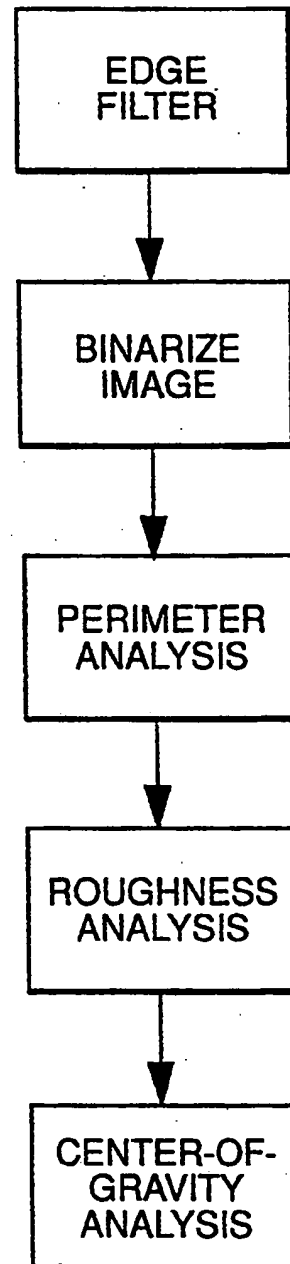 EDGE
FILTER
BINARIZE
IMAGE
PERIMETER
ANALYSIS
ROUGHNESS
ANALYSIS
CENTER-OF-
GRAVITY
ANALYSIS